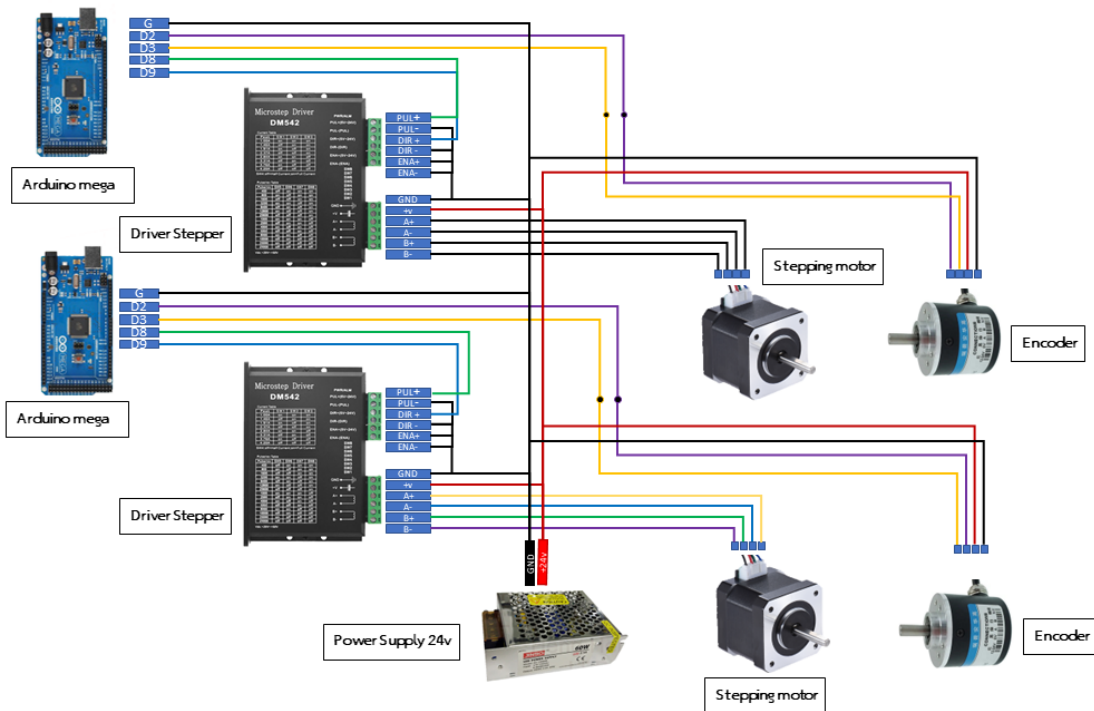 G
D2
D3
D8
D9
Arduino mega
Microstep Driver
DM542
PUL+
PUL-
DIR +
DIR -
ENA+
ENA-
GND
+v
A+
A-
B+
B-
Driver Stepper
Stepping motor
Encoder
G
D2
D3
D8
D9
Arduino mega
Microstep Driver
DM542
PUL+
PUL-
DIR +
DIR -
ENA+
ENA-
GND
+v
A+
A-
B+
B-
Driver Stepper
GND
+24v
Power Supply 24v
60W
Stepping motor
Encoder